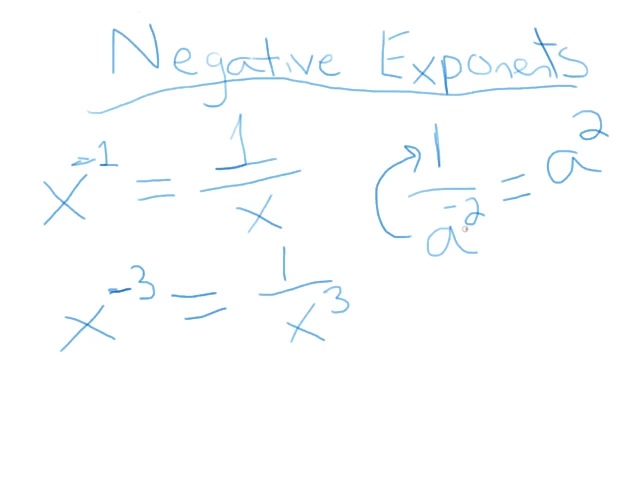 Negative Exponents
x^-1 = 1/x
1/a^-2 = a^2
x^-3 = 1/x^3